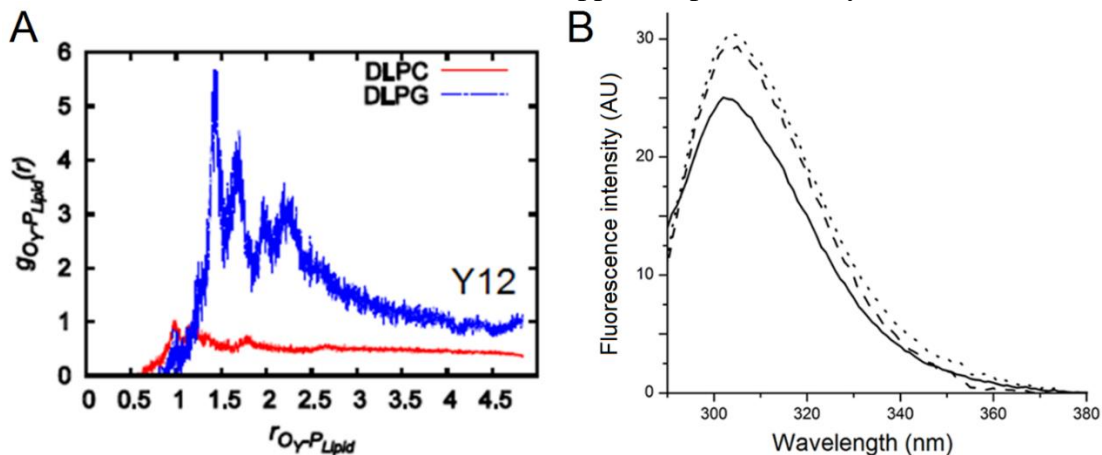 A
6
5
4
3
2
1
0
DLPC
DLPG
Y12
0 0.5 1 1.5 2 2.5 3 3.5 4 4.5
g_{O_Y-P_{Lipid}}(r)
r_{O_Y-P_{Lipid}}
B
30
20
10
0
Fluorescence intensity (AU)
300 320 340 360 380
Wavelength (nm)